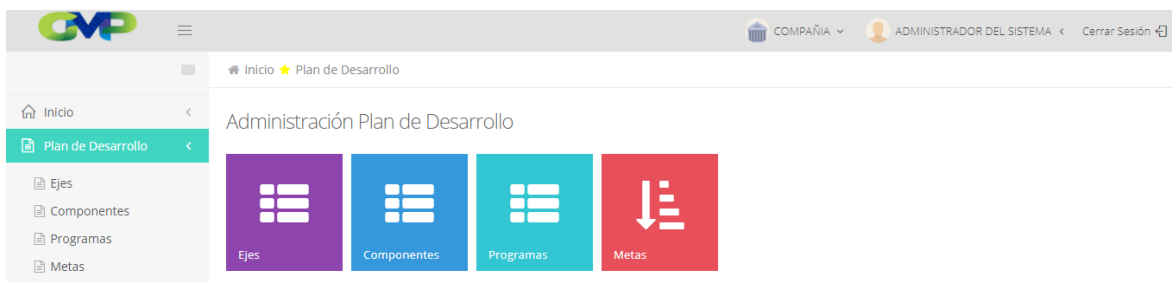 GVP
COMPAÑIA
ADMINISTRADOR DEL SISTEMA
Cerrar Sesión
Inicio Plan de Desarrollo
Inicio
Plan de Desarrollo
Ejes
Componentes
Programas
Metas
Administración Plan de Desarrollo
Ejes
Componentes
Programas
Metas